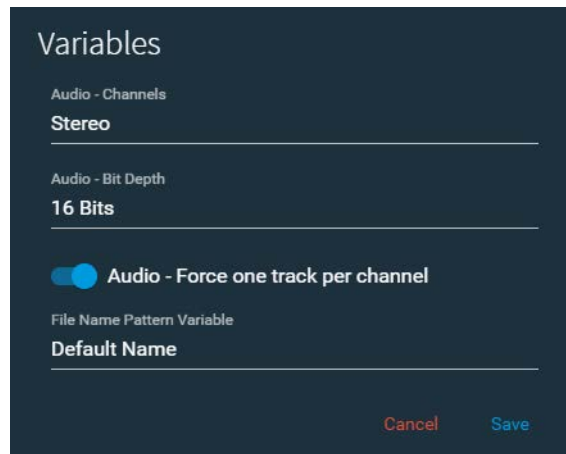 Variables
Audio - Channels
Stereo
Audio - Bit Depth
16 Bits
Audio - Force one track per channel
File Name Pattern Variable
Default Name
Cancel Save